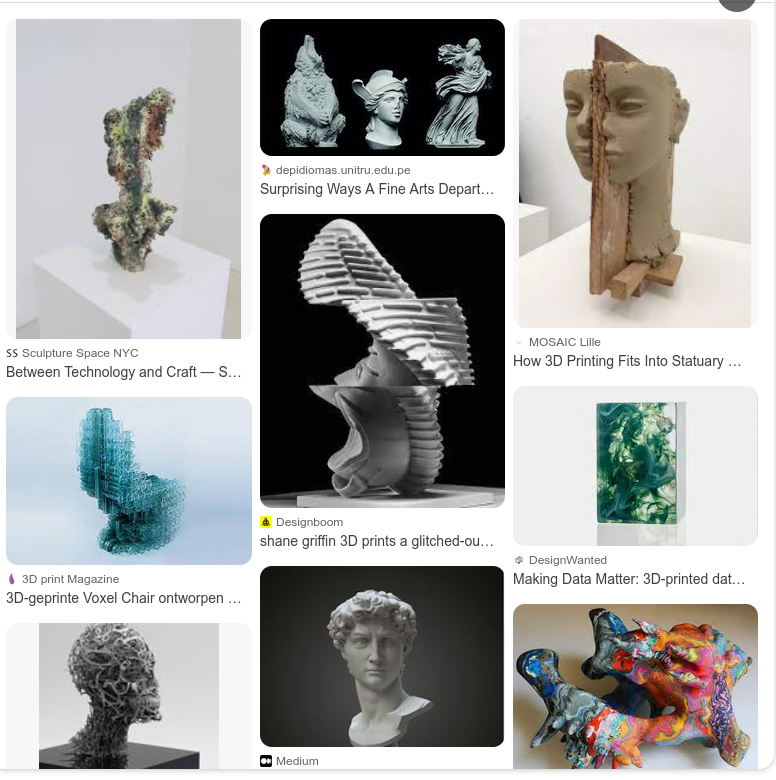 SS Sculpture Space NYC
Between Technology and Craft — S...
3D print Magazine
3D-geprinte Voxel Chair ontworpen ...
depidiomas.unitru.edu.pe
Surprising Ways A Fine Arts Depart...
Designboom
shane griffin 3D prints a glitched-ou...
Medium
MOSAIC Lille
How 3D Printing Fits Into Statuary ...
DesignWanted
Making Data Matter: 3D-printed dat...